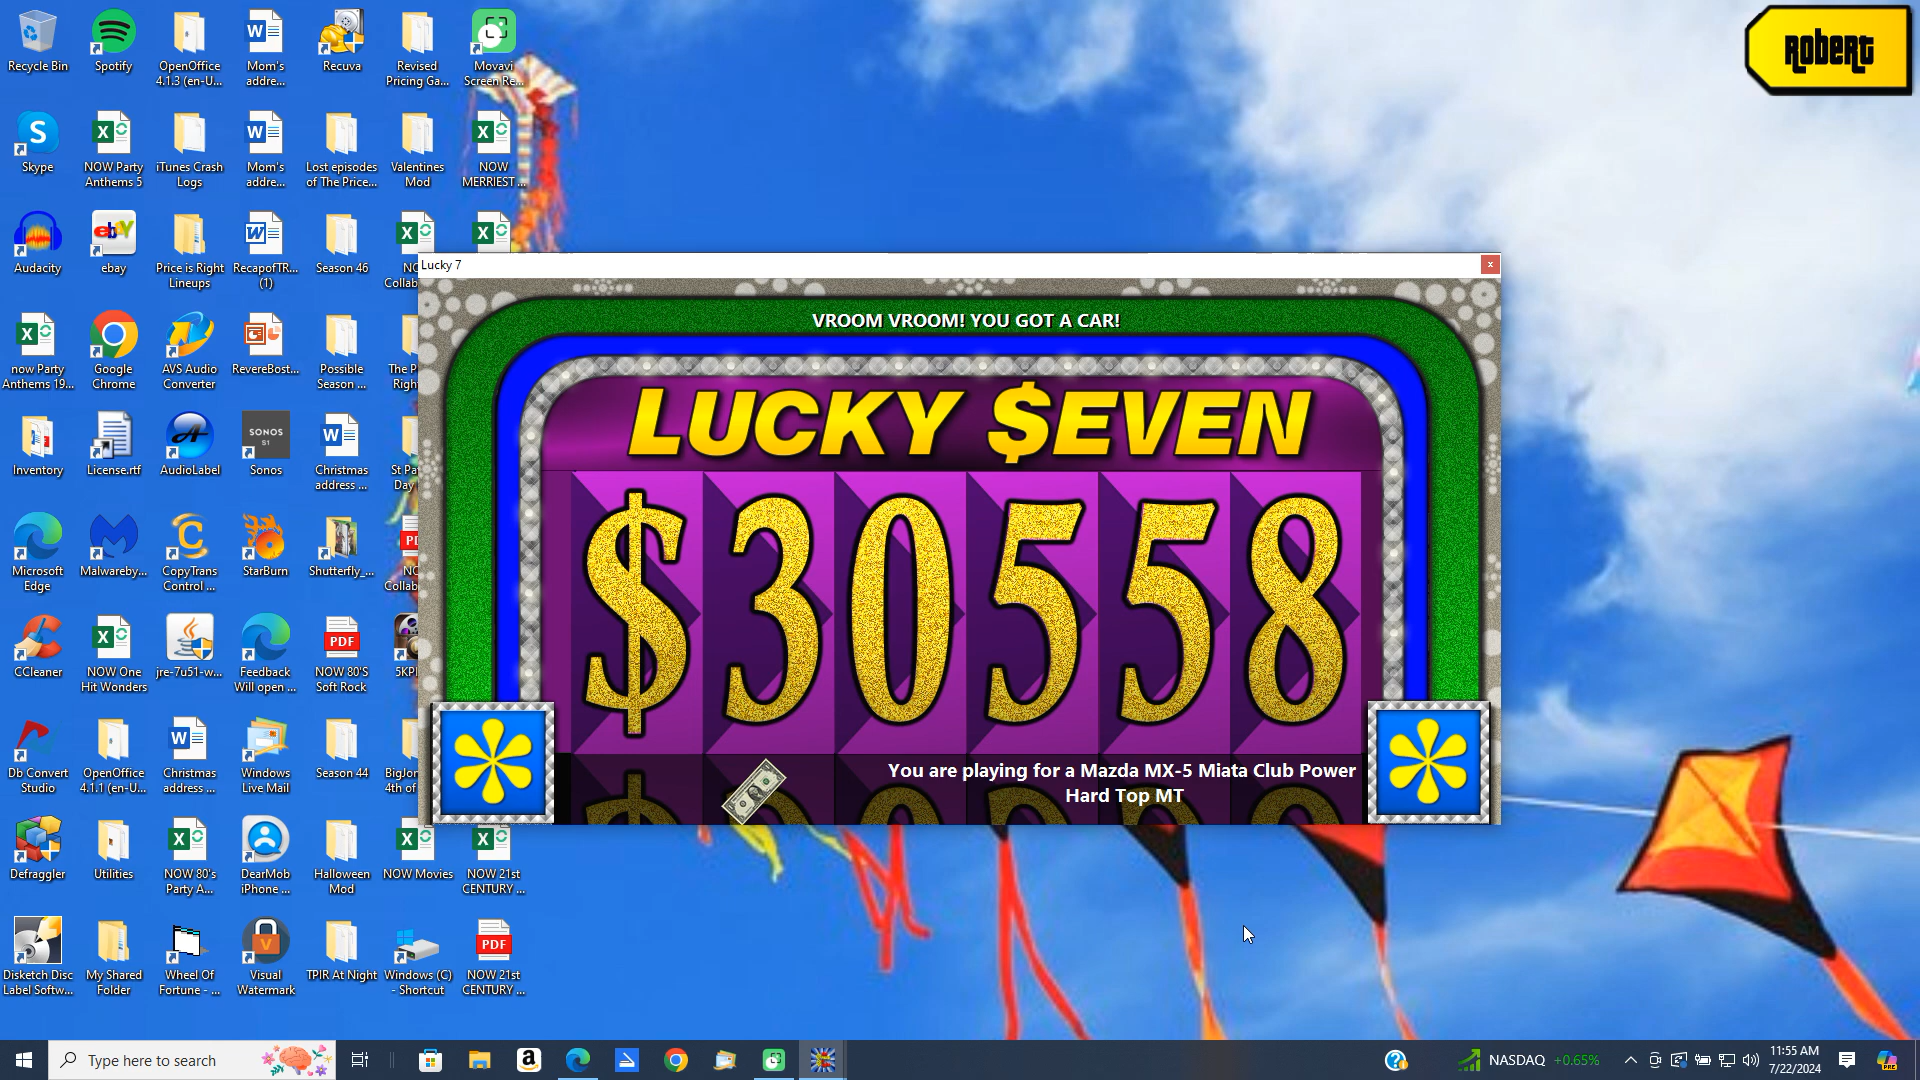 Recycle Bin
Spotify
OpenOffice
4.1.3 (en-U...
Mom's
addre...
Recuva
Revised
Pricing Ga...
Movavi
Screen Re...
RobeRt
Skype
NOW Party
Anthems 5
iTunes Crash
Logs
Mom's
addre...
Lost episodes
of The Price...
Valentines
Mod
NOW
MERRIEST ...
Audacity
ebay
Price is Right
Lineups
RecapofTR...
(1)
Season 46
Lucky 7
x
now Party
Anthems 19...
Google
Chrome
AVS Audio
Converter
RevereBost...
Possible
Season ...
VROOM VROOM! YOU GOT A CAR!
LUCKY $EVEN
Inventory
License.rtf
AudioLabel
SONOS
S1
Sonos
Christmas
address ...
$30558
Microsoft
Edge
Malwareby...
CopyTrans
Control ...
StarBurn
Shutterfly_...
CCleaner
NOW One
Hit Wonders
jre-7u51-w...
Feedback
Will open ...
PDF
NOW 80'S
Soft Rock
Db Convert
Studio
OpenOffice
4.1.1 (en-U...
Christmas
address ...
Windows
Live Mail
Season 44
BigJon
4th of
You are playing for a Mazda MX-5 Miata Club Power
Hard Top MT
Defraggler
Utilities
NOW 80's
Party A...
DearMob
iPhone ...
Halloween
Mod
NOW Movies
NOW 21st
CENTURY ...
Disketch Disc
Label Softw...
My Shared
Folder
Wheel Of
Fortune - ...
Visual
Watermark
TPIR At Night
Windows (C)
- Shortcut
PDF
NOW 21st
CENTURY ...
Type here to search
NASDAQ +0.65%
11:55 AM
7/22/2024